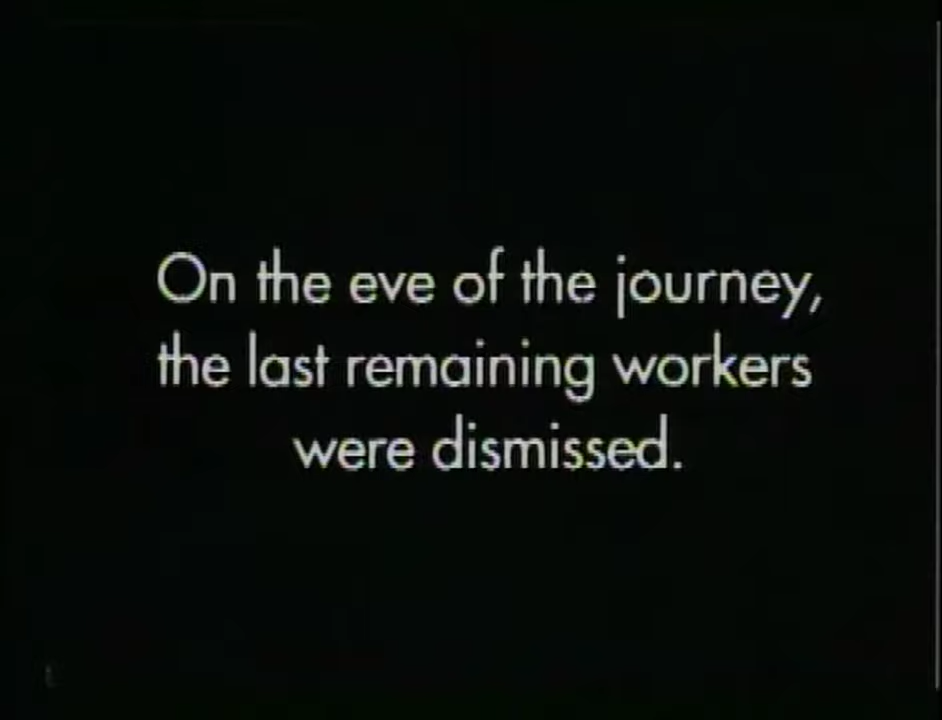 On the eve of the journey,
the last remaining workers
were dismissed.